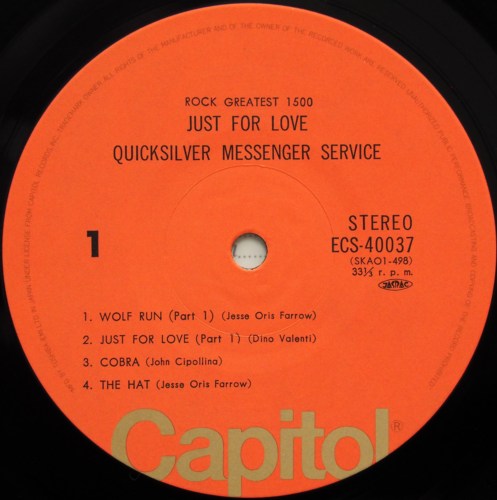 ROCK GREATEST 1500
JUST FOR LOVE
QUICKSILVER MESSENGER SERVICE
1
STEREO
ECS-40037
(SKAO1-498)
33⅓ r. p. m.
JASRAC
1. WOLF RUN (Part 1) (Jesse Oris Farrow)
2. JUST FOR LOVE (Part 1) (Dino Valenti)
3. COBRA (John Cipollina)
4. THE HAT (Jesse Oris Farrow)
Capitol®